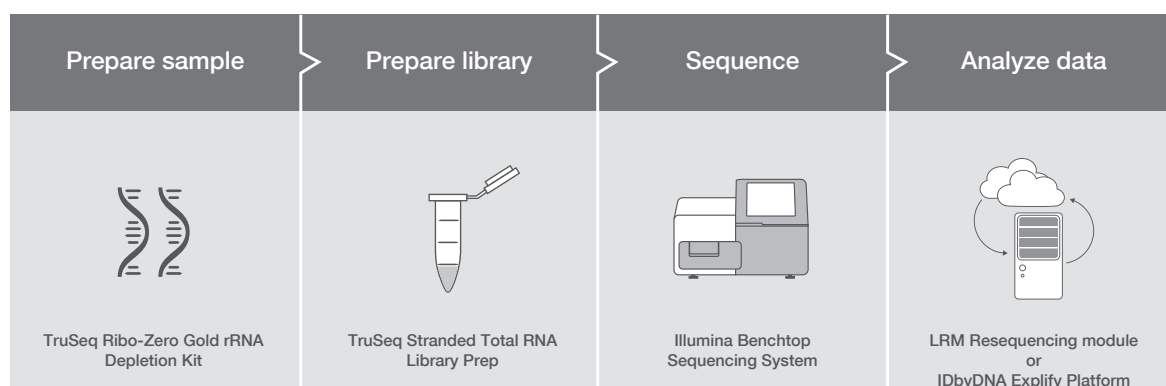 Prepare sample
Prepare library
Sequence
Analyze data
TruSeq Ribo-Zero Gold rRNA
Depletion Kit
TruSeq Stranded Total RNA
Library Prep
Illumina Benchtop
Sequencing System
LRM Resequencing module
or
IDbyDNA Explify Platform